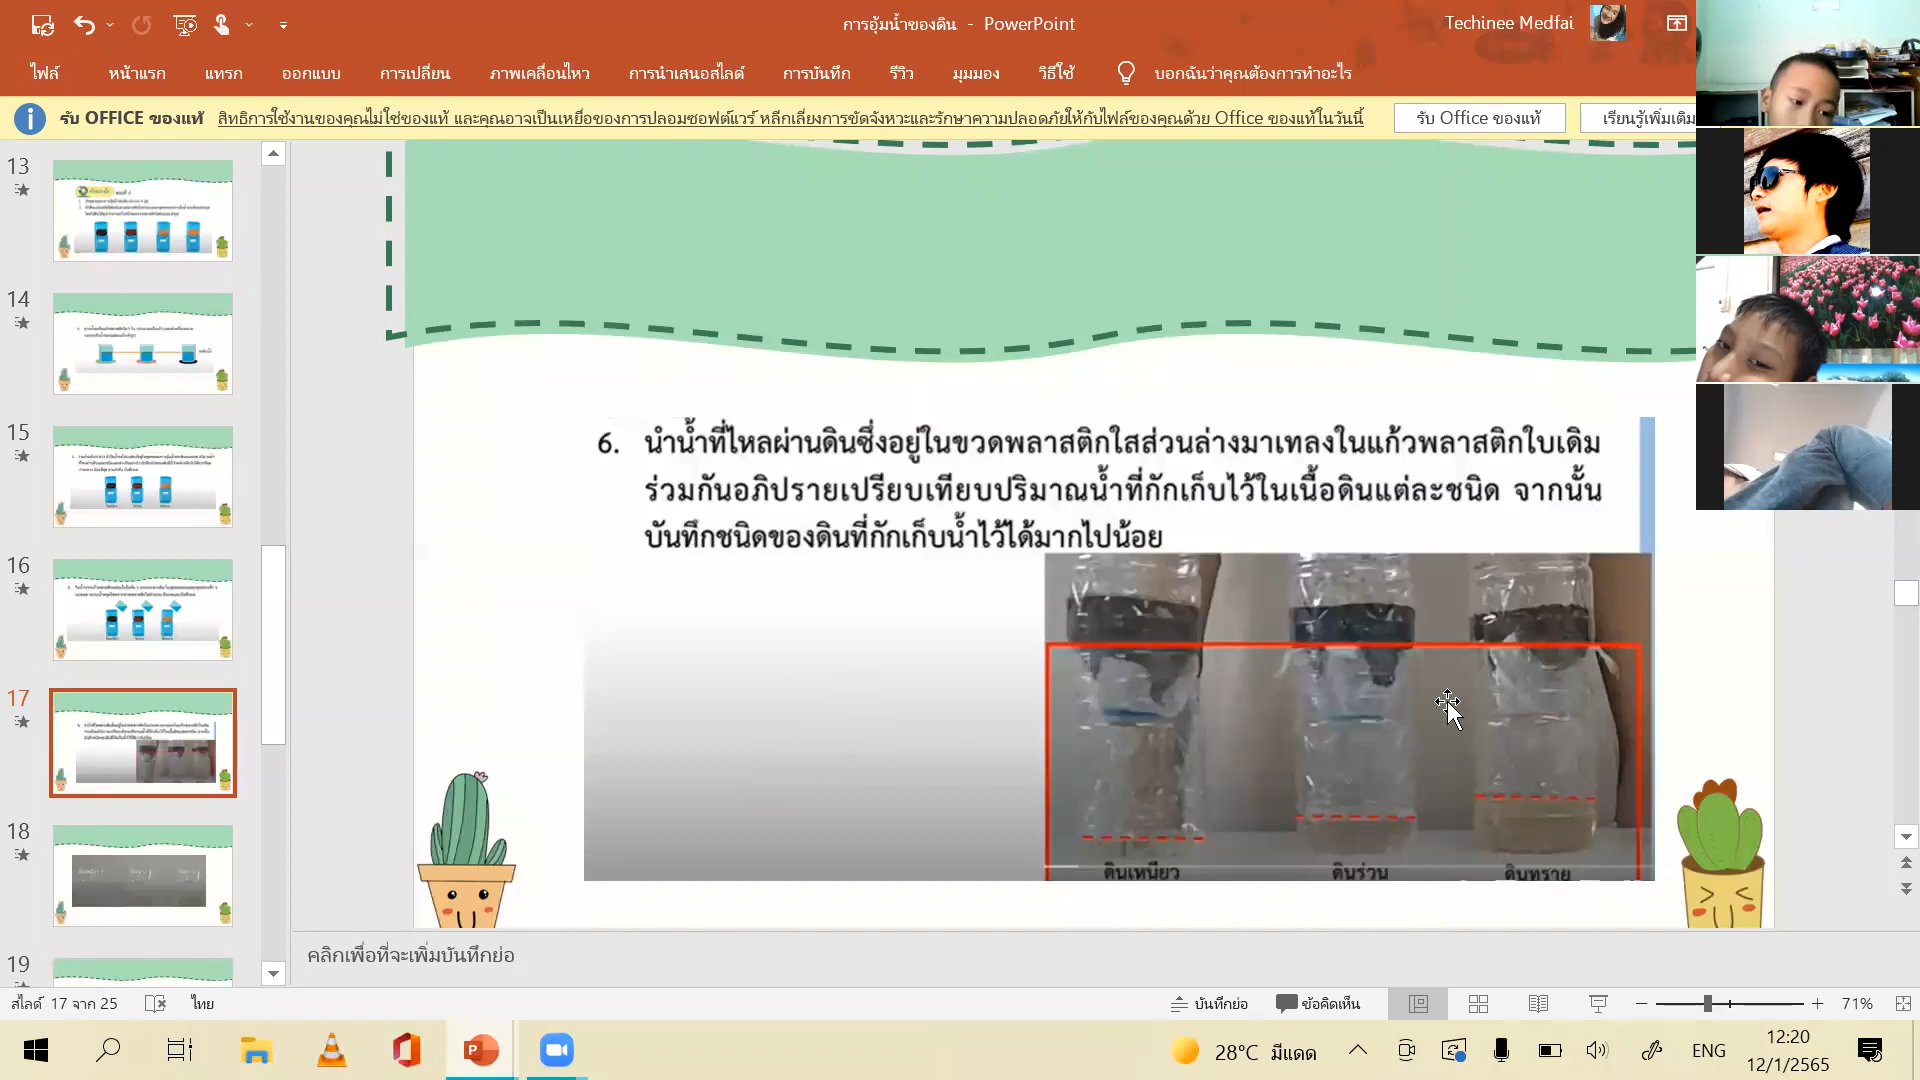 การอุ้มน้ำของดิน - PowerPoint
Techinee Medfai
ไฟล์ หน้าแรก แทรก ออกแบบ การเปลี่ยน ภาพเคลื่อนไหว การนำเสนอสไลด์ การบันทึก รีวิว มุมมอง วิธีใช้ บอกฉันว่าคุณต้องการทำอะไร
รับ OFFICE ของแท้ สิทธิการใช้งานของคุณไม่ใช่ของแท้ และคุณอาจเป็นเหยื่อของการปลอมซอฟต์แวร์ หลีกเลี่ยงการขัดจังหวะและรักษาความปลอดภัยให้กับไฟล์ของคุณด้วย Office ของแท้ในวันนี้ รับ Office ของแท้ เรียนรู้เพิ่มเติม
13
14
15
16
17
18
19
6. นำน้ำที่ไหลผ่านดินซึ่งอยู่ในขวดพลาสติกใสส่วนล่างมาเทลงในแก้วพลาสติกใบเดิม
ร่วมกันอภิปรายเปรียบเทียบปริมาณน้ำที่กักเก็บไว้ในเนื้อดินแต่ละชนิด จากนั้น
บันทึกชนิดของดินที่กักเก็บน้ำไว้ได้มากไปน้อย
ดินเหนียว ดินร่วน ดินทราย
คลิกเพื่อที่จะเพิ่มบันทึกย่อ
สไลด์ 17 จาก 25 ไทย บันทึกย่อ ข้อคิดเห็น 71%
28°C มีแดด ENG 12:20
12/1/2565